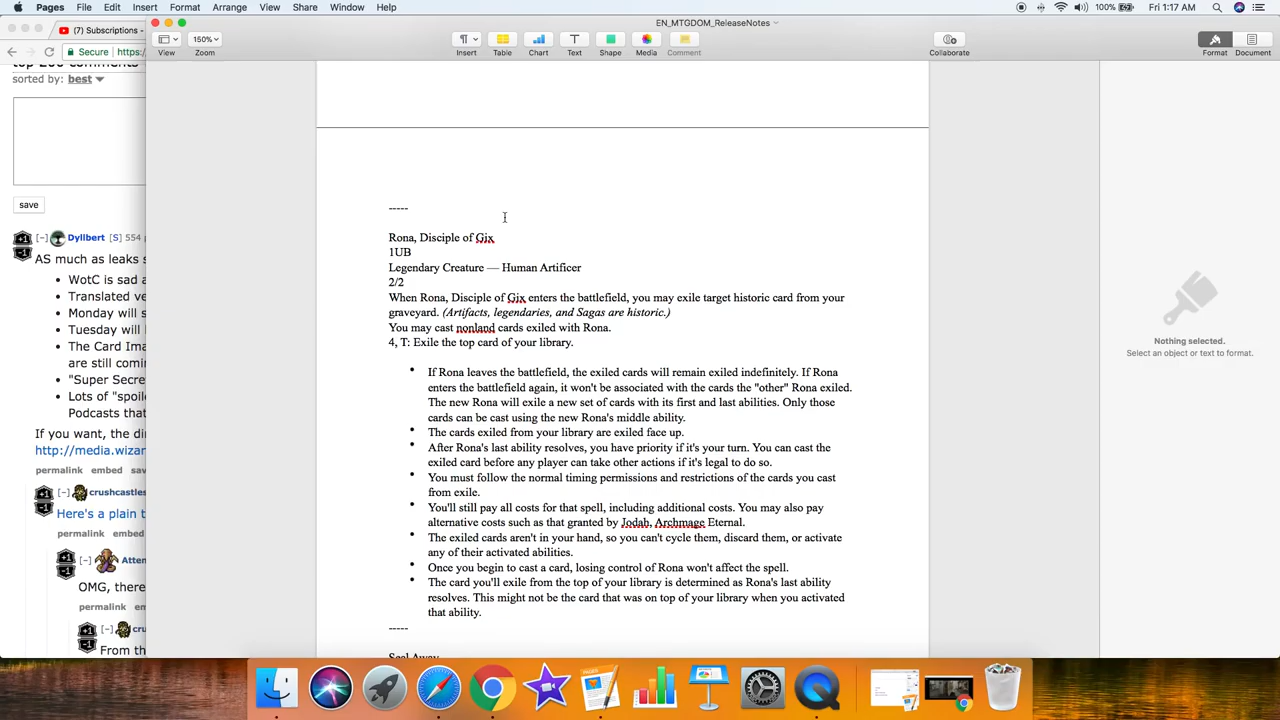 Pages File Edit Insert Format Arrange View Share Window Help
100% Fri 1:17 AM
(7) Subscriptions -
EN_MTGDOM_ReleaseNotes
Secure https:/
150%
View Zoom Insert Table Chart Text Shape Media Comment Collaborate Format Document
sorted by: best
save
[-] Dyllbert [S] 554 p
AS much as leaks s
WotC is sad a
Translated ve
Monday will s
Tuesday will
The Card Ima
are still comi
"Super Secre
Lots of "spoil
Podcasts that
If you want, the di
http://media.wizar
permalink embed sav
[-] crushcastles
Here's a plain t
permalink embed
[-] Atten
OMG, there
permalink em
[-] cru
From th
-----
Rona, Disciple of Gix
1UB
Legendary Creature — Human Artificer
2/2
When Rona, Disciple of Gix enters the battlefield, you may exile target historic card from your
graveyard. (Artifacts, legendaries, and Sagas are historic.)
You may cast nonland cards exiled with Rona.
4, T: Exile the top card of your library.
• If Rona leaves the battlefield, the exiled cards will remain exiled indefinitely. If Rona
enters the battlefield again, it won't be associated with the cards the "other" Rona exiled.
The new Rona will exile a new set of cards with its first and last abilities. Only those
cards can be cast using the new Rona's middle ability.
• The cards exiled from your library are exiled face up.
• After Rona's last ability resolves, you have priority if it's your turn. You can cast the
exiled card before any player can take other actions if it's legal to do so.
• You must follow the normal timing permissions and restrictions of the cards you cast
from exile.
• You'll still pay all costs for that spell, including additional costs. You may also pay
alternative costs such as that granted by Jodah, Archmage Eternal.
• The exiled cards aren't in your hand, so you can't cycle them, discard them, or activate
any of their activated abilities.
• Once you begin to cast a card, losing control of Rona won't affect the spell.
• The card you'll exile from the top of your library is determined as Rona's last ability
resolves. This might not be the card that was on top of your library when you activated
that ability.
-----
Seal Away
Nothing selected.
Select an object or text to format.